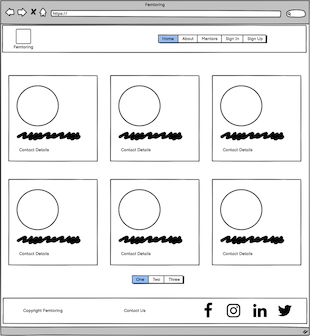 Femtoring
https://
Home About Mentors Sign In Sign Up
Femtoring
Contact Details Contact Details Contact Details
Contact Details Contact Details Contact Details
One Two Three
Copyright Femtoring Contact Us